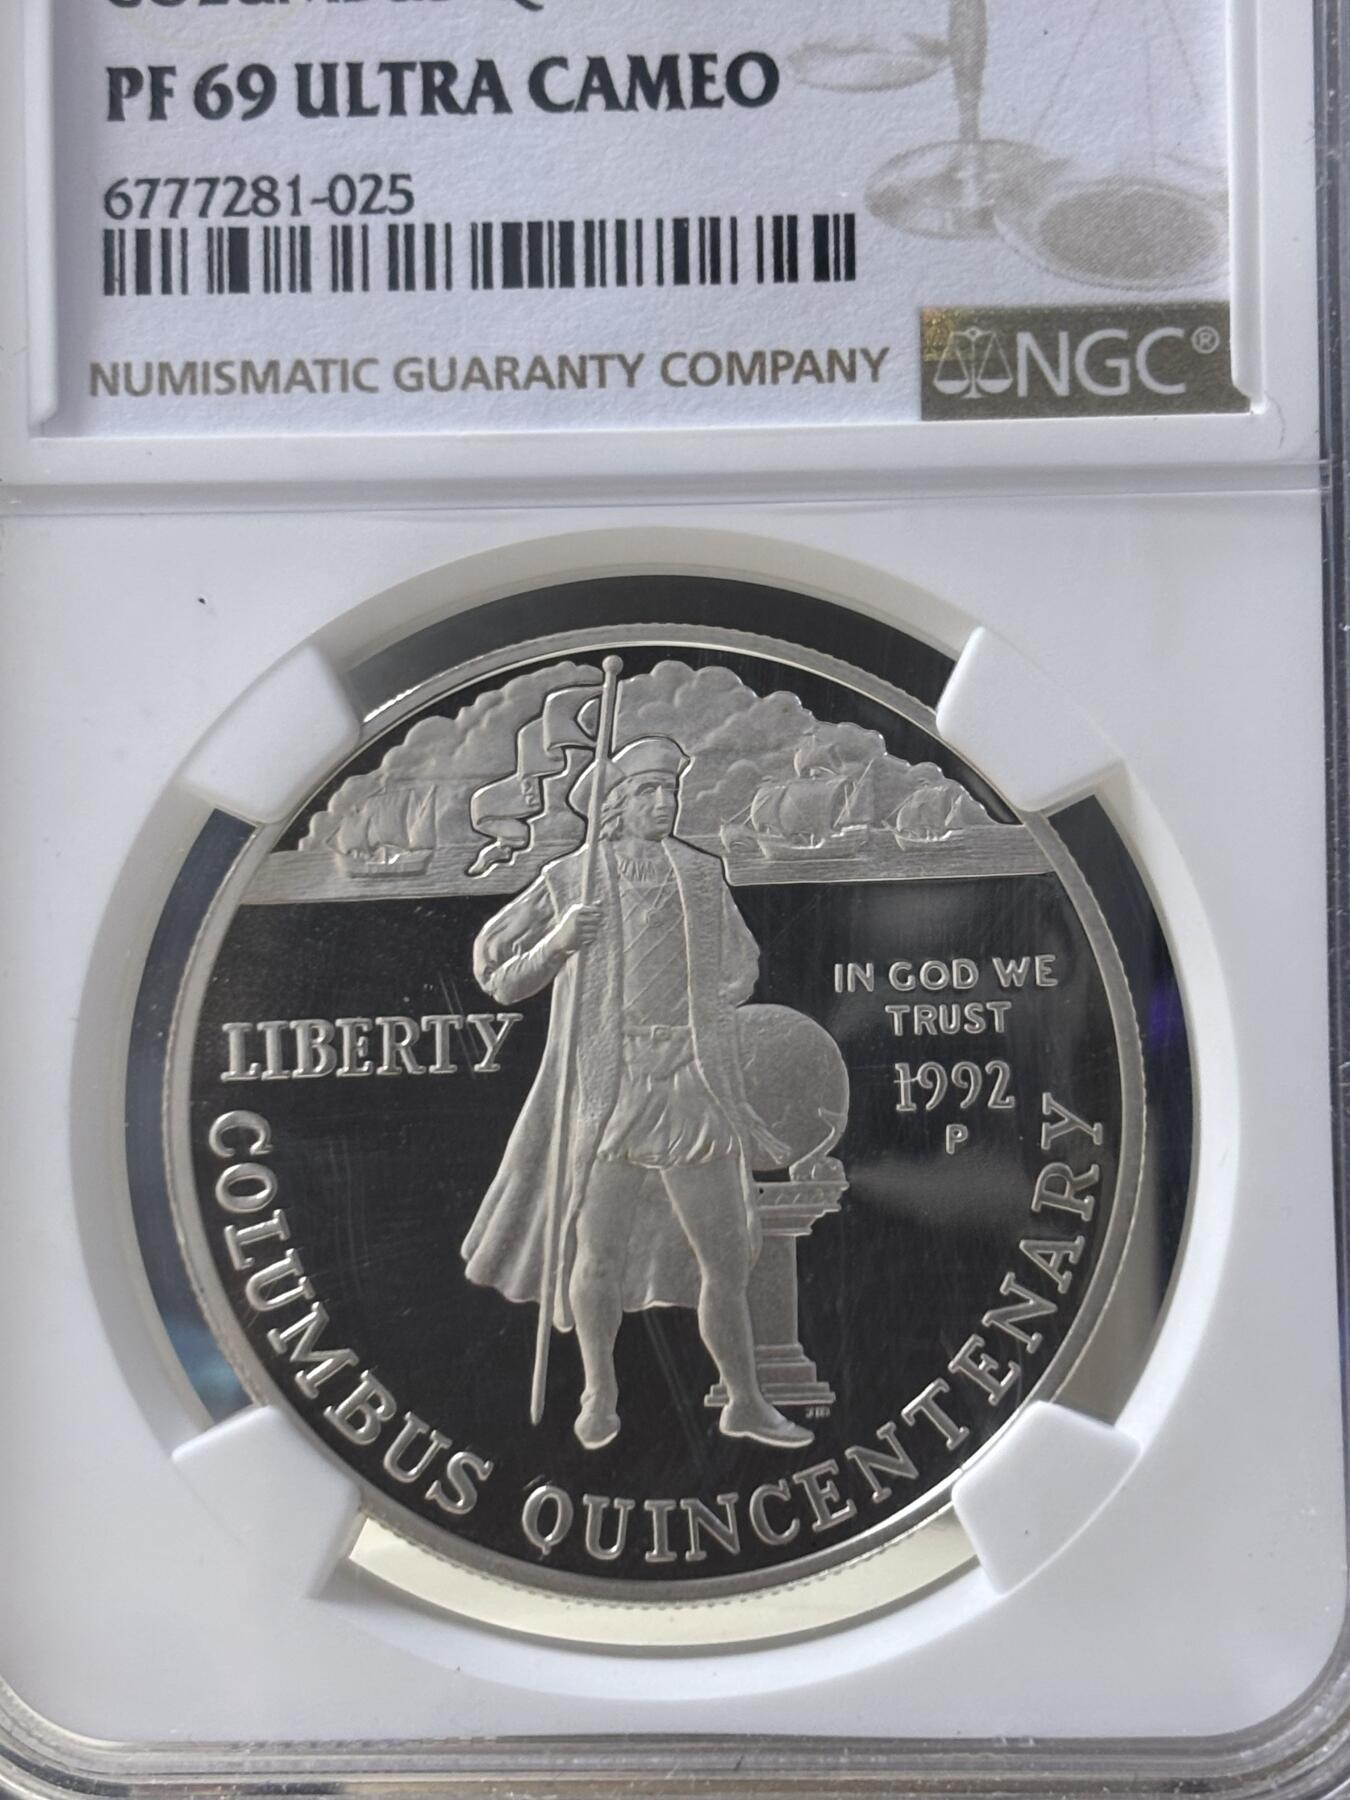 PF 69 ULTRA CAMEO
6777281-025
NUMISMATIC GUARANTY COMPANY
NGC®
LIBERTY
IN GOD WE
TRUST
1992
P
COLUMBUS QUINCENTENARY